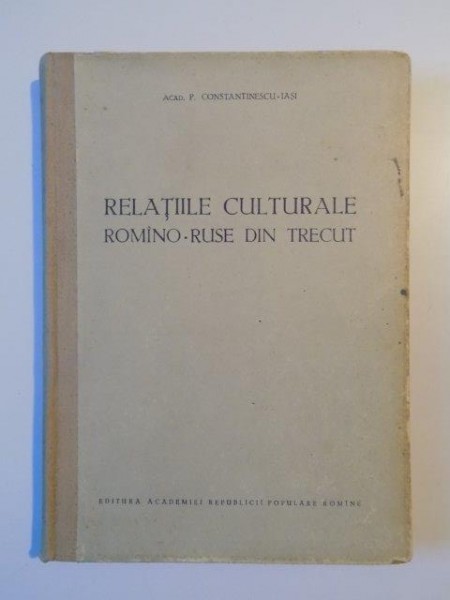 ACAD. P. CONSTANTINESCU-IAȘI
RELAȚIILE CULTURALE
ROMÎNO-RUSE DIN TRECUT
EDITURA ACADEMIEI REPUBLICII POPULARE ROMÎNE